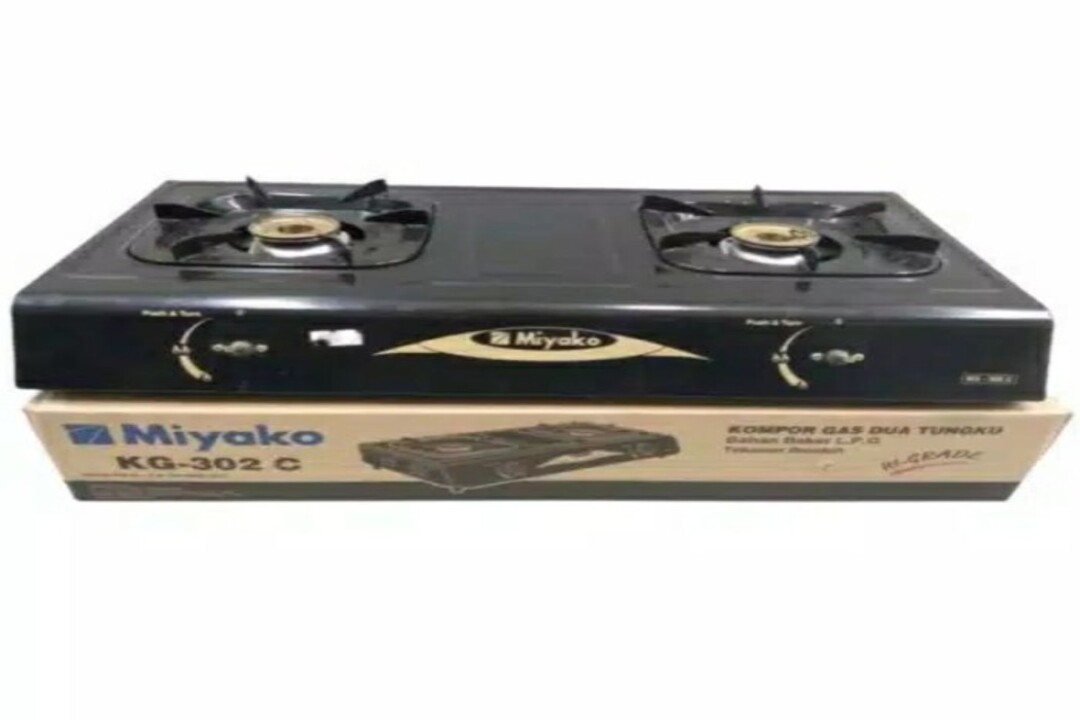 Push & Turn
Miyako
Push & Turn
Miyako
KG-302 C
KOMPOR GAS DUA TUNGKU
Bahan Bakar L.P.G
Tekanan Rendah
HI-GRADE